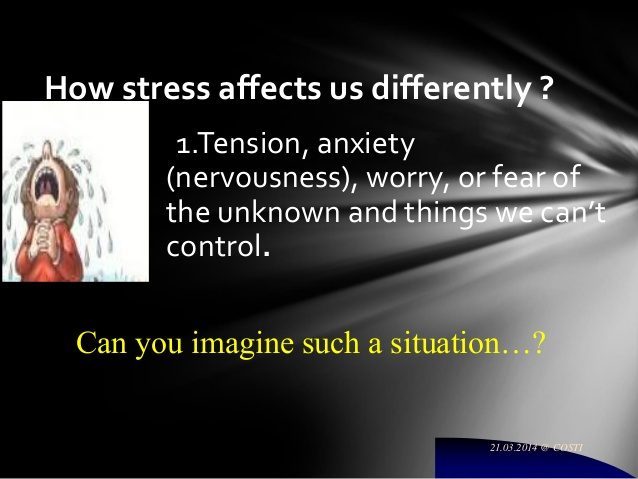 How stress affects us differently ?
1.Tension, anxiety
(nervousness), worry, or fear of
the unknown and things we can't
control.
Can you imagine such a situation…?
21.03.2014 @ COSTI